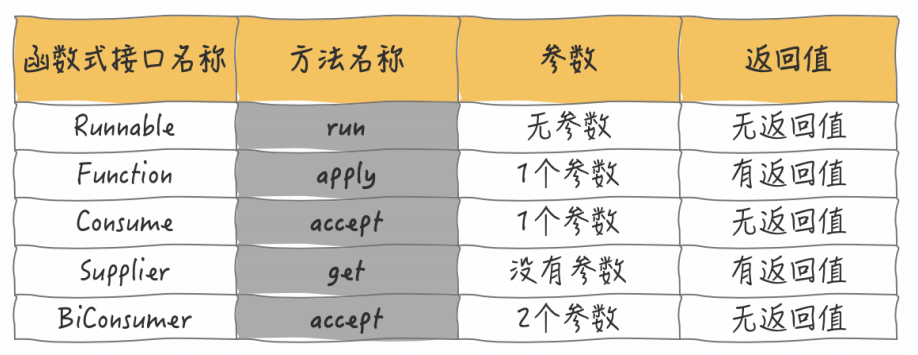 函数式接口名称 方法名称 参数 返回值
Runnable run 无参数 无返回值
Function apply 1个参数 有返回值
Consume accept 1个参数 无返回值
Supplier get 没有参数 有返回值
BiConsumer accept 2个参数 无返回值